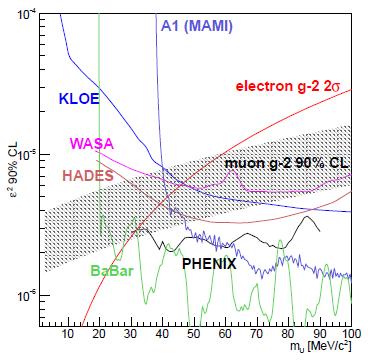 10⁻⁴
A1 (MAMI)
electron g-2 2σ
KLOE
WASA
10⁻⁵
muon g-2 90% CL
HADES
ε² 90% CL
BaBar
PHENIX
10⁻⁶
10 20 30 40 50 60 70 80 90 100
m_U [MeV/c²]